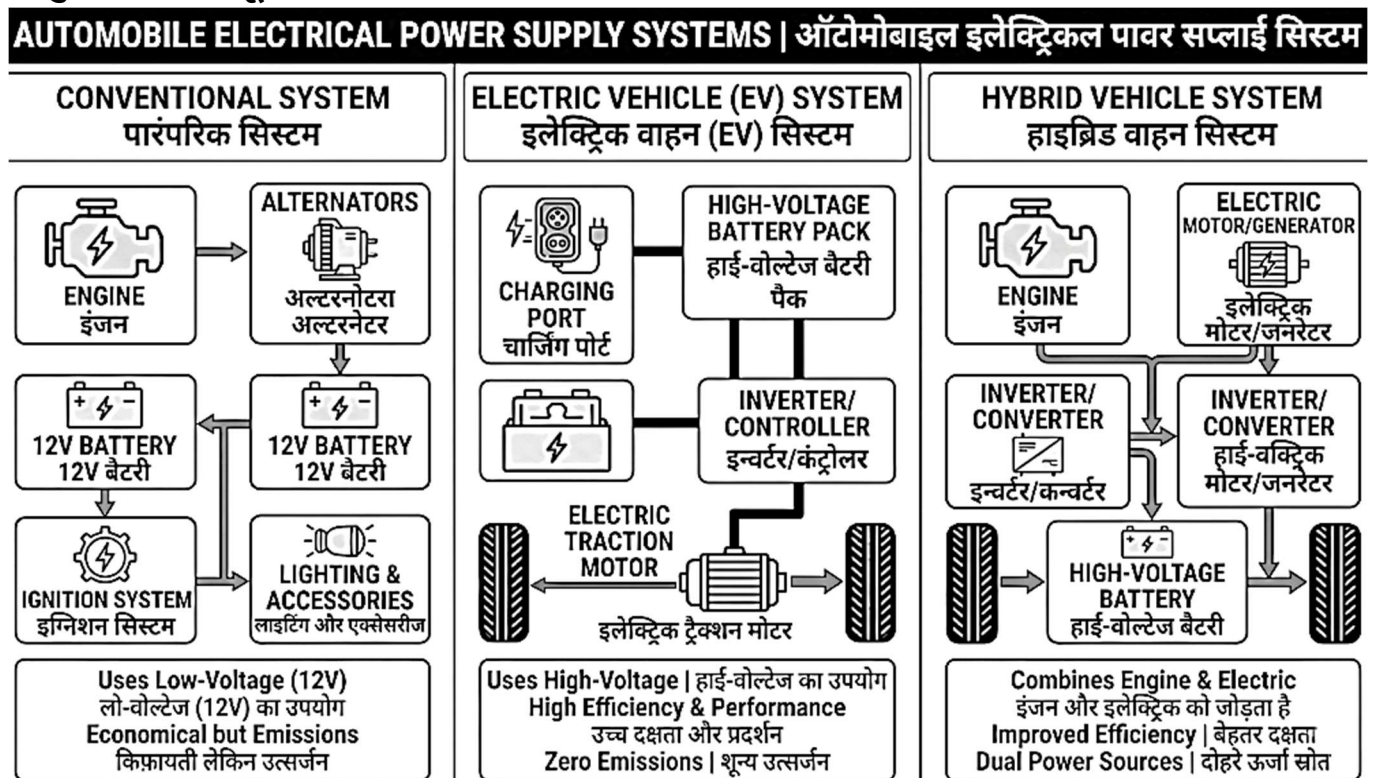 AUTOMOBILE ELECTRICAL POWER SUPPLY SYSTEMS | ऑटोमोबाइल इलेक्ट्रिकल पावर सप्लाई सिस्टम
CONVENTIONAL SYSTEM
पारंपरिक सिस्टम
ENGINE
इंजन
ALTERNATORS
अल्टरनोटरा
अल्टरनेटर
12V BATTERY
12V बैटरी
12V BATTERY
12V बैटरी
IGNITION SYSTEM
इग्निशन सिस्टम
LIGHTING &
ACCESSORIES
लाइटिंग और एक्सेसरीज
Uses Low-Voltage (12V)
लो-वोल्टेज (12V) का उपयोग
Economical but Emissions
किफ़ायती लेकिन उत्सर्जन
ELECTRIC VEHICLE (EV) SYSTEM
इलेक्ट्रिक वाहन (EV) सिस्टम
CHARGING
PORT
चार्जिंग पोर्ट
HIGH-VOLTAGE
BATTERY PACK
हाई-वोल्टेज बैटरी
पैक
INVERTER/
CONTROLLER
इन्वर्टर/कंट्रोलर
ELECTRIC
TRACTION
MOTOR
इलेक्ट्रिक ट्रैक्शन मोटर
Uses High-Voltage | हाई-वोल्टेज का उपयोग
High Efficiency & Performance
उच्च दक्षता और प्रदर्शन
Zero Emissions | शून्य उत्सर्जन
HYBRID VEHICLE SYSTEM
हाइब्रिड वाहन सिस्टम
ENGINE
इंजन
ELECTRIC
MOTOR/GENERATOR
इलेक्ट्रिक
मोटर/जनरेटर
INVERTER/
CONVERTER
इन्वर्टर/कन्वर्टर
INVERTER/
CONVERTER
हाई-वक्ट्रिक
मोटर/जनरेटर
HIGH-VOLTAGE
BATTERY
हाई-वोल्टेज बैटरी
Combines Engine & Electric
इंजन और इलेक्ट्रिक को जोड़ता है
Improved Efficiency | बेहतर दक्षता
Dual Power Sources | दोहरे ऊर्जा स्रोत